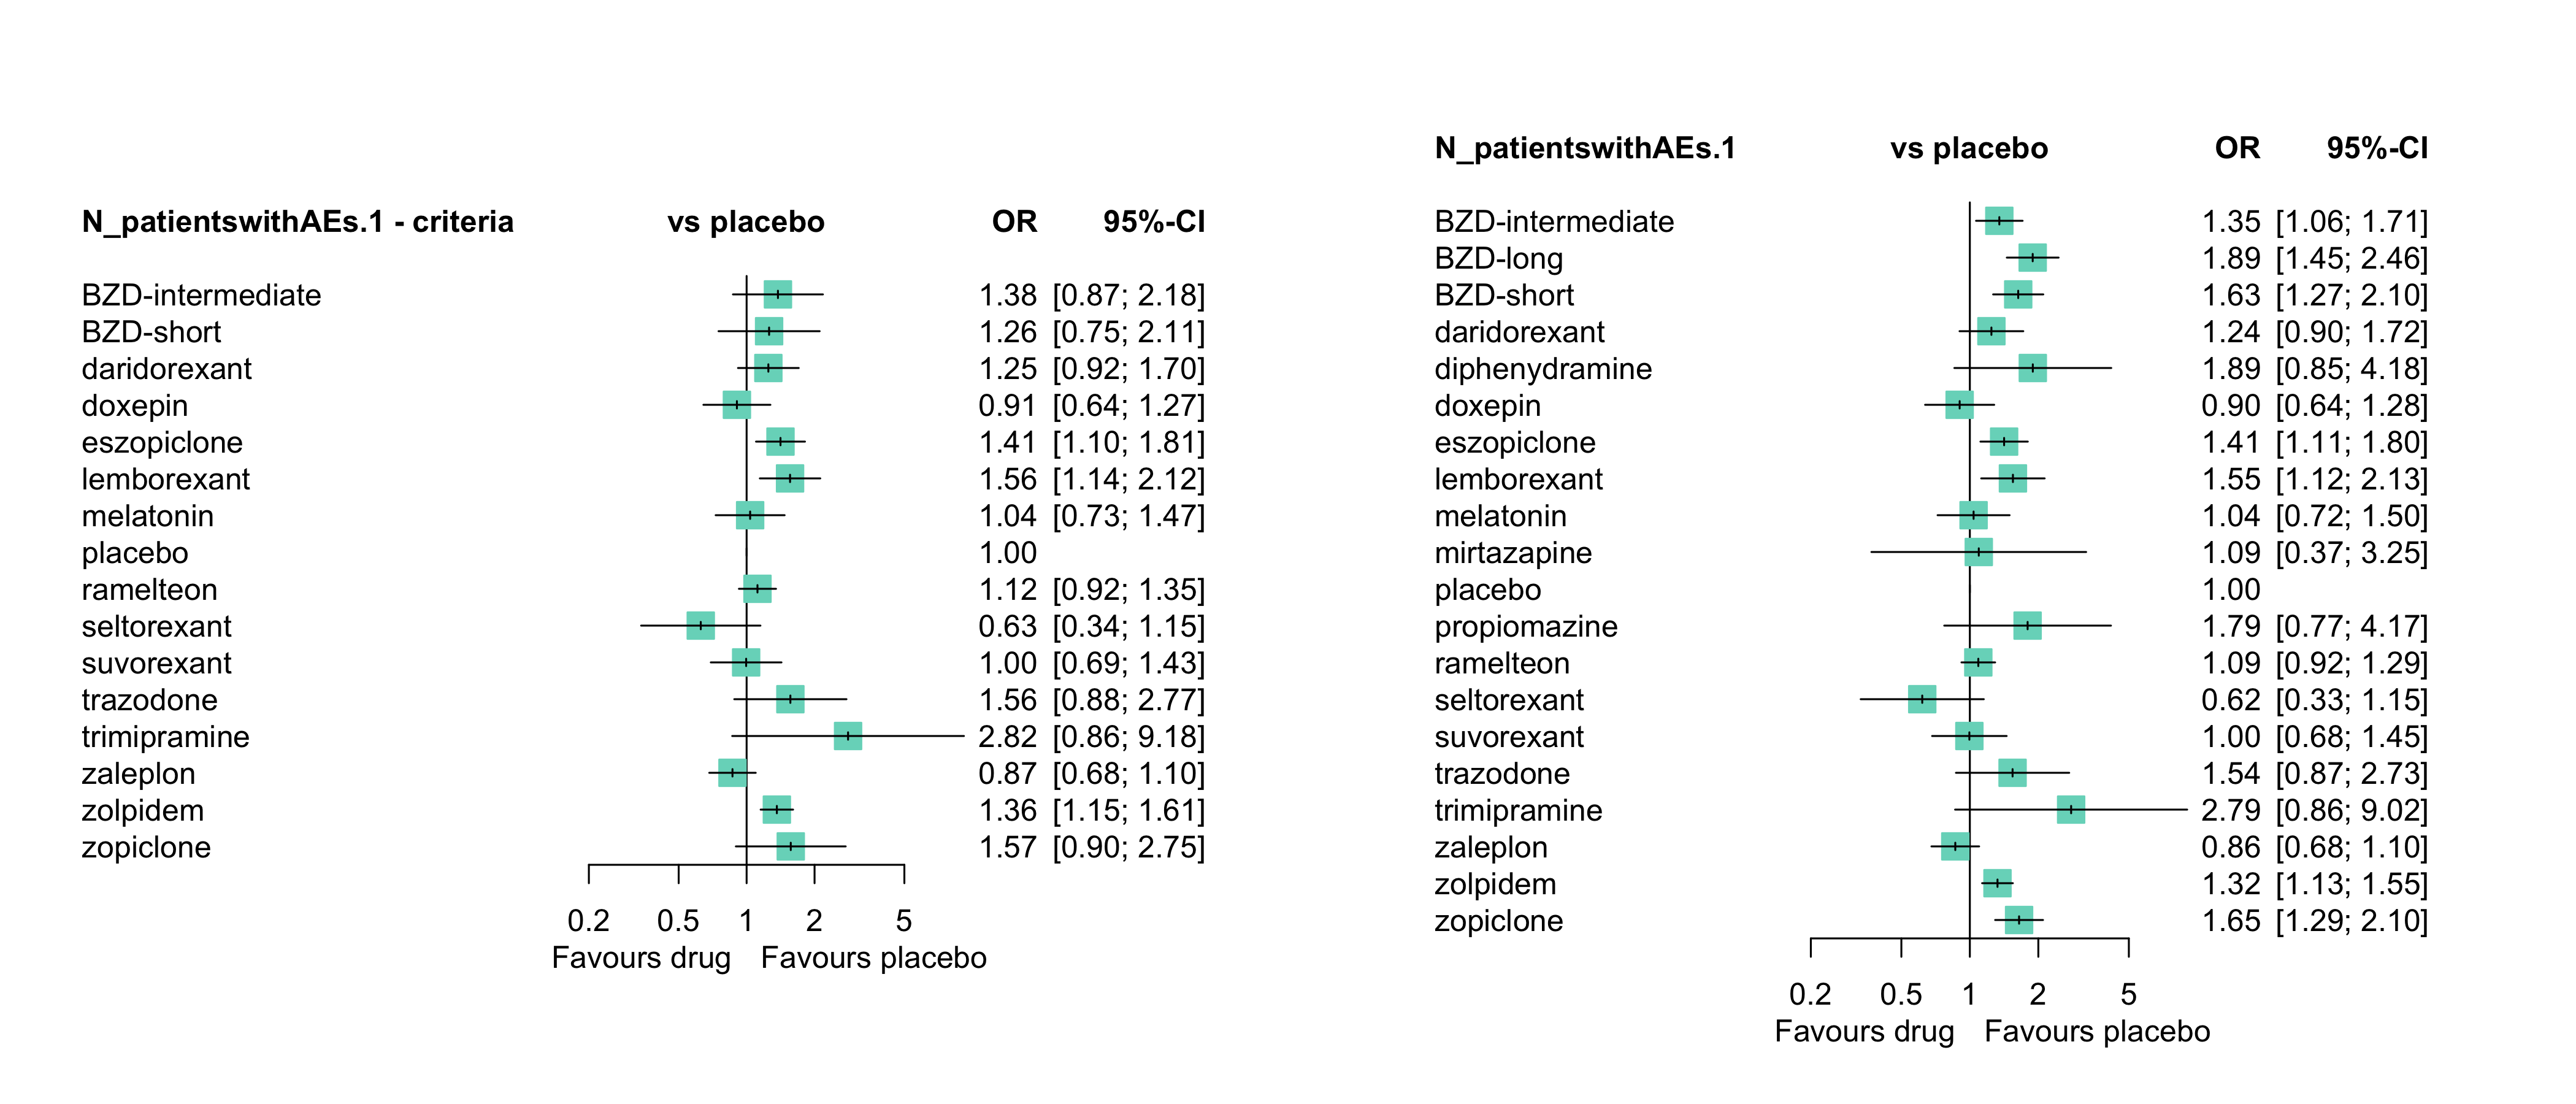 N_patientswithAEs.1 - criteria vs placebo OR 95%-CI
BZD-intermediate 1.38 [0.87; 2.18]
BZD-short 1.26 [0.75; 2.11]
daridorexant 1.25 [0.92; 1.70]
doxepin 0.91 [0.64; 1.27]
eszopiclone 1.41 [1.10; 1.81]
lemborexant 1.56 [1.14; 2.12]
melatonin 1.04 [0.73; 1.47]
placebo 1.00
ramelteon 1.12 [0.92; 1.35]
seltorexant 0.63 [0.34; 1.15]
suvorexant 1.00 [0.69; 1.43]
trazodone 1.56 [0.88; 2.77]
trimipramine 2.82 [0.86; 9.18]
zaleplon 0.87 [0.68; 1.10]
zolpidem 1.36 [1.15; 1.61]
zopiclone 1.57 [0.90; 2.75]
0.2 0.5 1 2 5
Favours drug Favours placebo
N_patientswithAEs.1 vs placebo OR 95%-CI
BZD-intermediate 1.35 [1.06; 1.71]
BZD-long 1.89 [1.45; 2.46]
BZD-short 1.63 [1.27; 2.10]
daridorexant 1.24 [0.90; 1.72]
diphenydramine 1.89 [0.85; 4.18]
doxepin 0.90 [0.64; 1.28]
eszopiclone 1.41 [1.11; 1.80]
lemborexant 1.55 [1.12; 2.13]
melatonin 1.04 [0.72; 1.50]
mirtazapine 1.09 [0.37; 3.25]
placebo 1.00
propiomazine 1.79 [0.77; 4.17]
ramelteon 1.09 [0.92; 1.29]
seltorexant 0.62 [0.33; 1.15]
suvorexant 1.00 [0.68; 1.45]
trazodone 1.54 [0.87; 2.73]
trimipramine 2.79 [0.86; 9.02]
zaleplon 0.86 [0.68; 1.10]
zolpidem 1.32 [1.13; 1.55]
zopiclone 1.65 [1.29; 2.10]
0.2 0.5 1 2 5
Favours drug Favours placebo